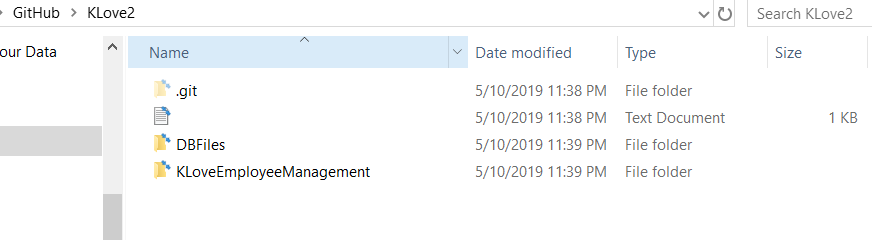 GitHub > KLove2 Search KLove2
our Data
Name Date modified Type Size
.git 5/10/2019 11:38 PM File folder
5/10/2019 11:38 PM Text Document 1 KB
DBFiles 5/10/2019 11:39 PM File folder
KLoveEmployeeManagement 5/10/2019 11:39 PM File folder